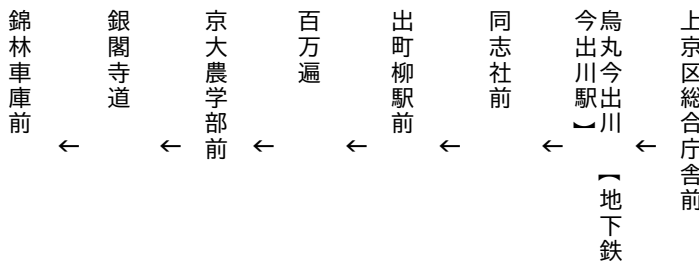 上京区総合庁舎前
←
烏丸今出川 【地下鉄
今出川駅】
←
同志社前
←
出町柳駅前
←
百万遍
←
京大農学部前
←
銀閣寺道
←
錦林車庫前